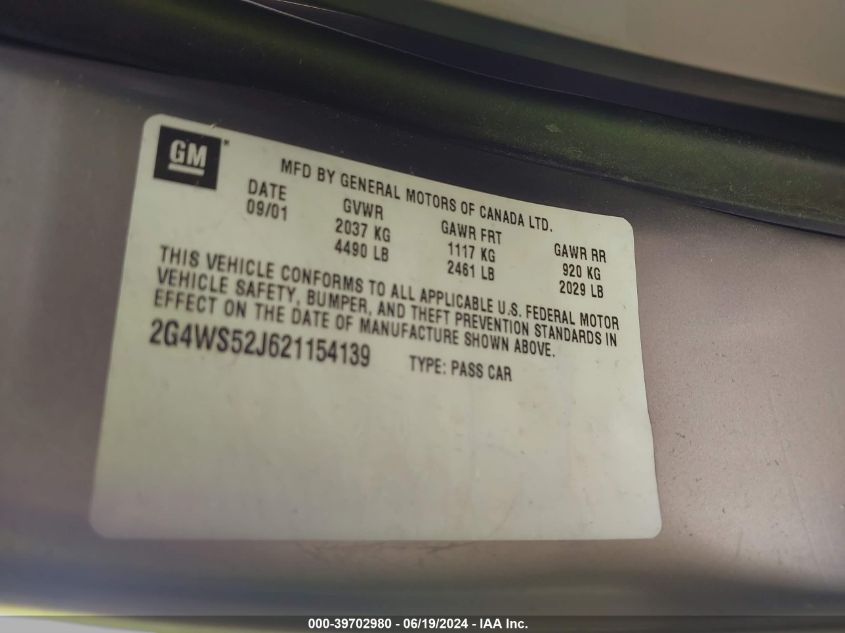 GM
MFD BY GENERAL MOTORS OF CANADA LTD.
DATE GVWR GAWR FRT GAWR RR
09/01 2037 KG 1117 KG 920 KG
4490 LB 2461 LB 2029 LB
THIS VEHICLE CONFORMS TO ALL APPLICABLE U.S. FEDERAL MOTOR
VEHICLE SAFETY, BUMPER, AND THEFT PREVENTION STANDARDS IN
EFFECT ON THE DATE OF MANUFACTURE SHOWN ABOVE.
2G4WS52J621154139 TYPE: PASS CAR
000-39702980 - 06/19/2024 - IAA Inc.